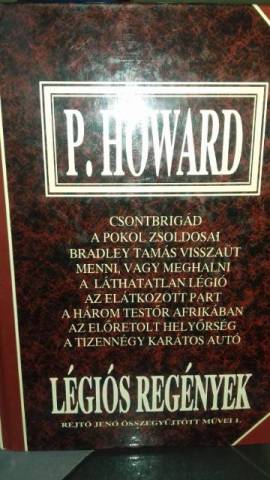 P. HOWARD
CSONTBRIGÁD
A POKOL ZSOLDOSAI
BRADLEY TAMÁS VISSZAÜT
MENNI, VAGY MEGHALNI
A LÁTHATATLAN LÉGIÓ
AZ ELÁTKOZOTT PART
A HÁROM TESTŐR AFRIKÁBAN
AZ ELŐRETOLT HELYŐRSÉG
A TIZENNÉGY KARÁTOS AUTÓ
LÉGIÓS REGÉNYEK
REJTŐ JENŐ ÖSSZEGYŰJTÖTT MŰVEI I.